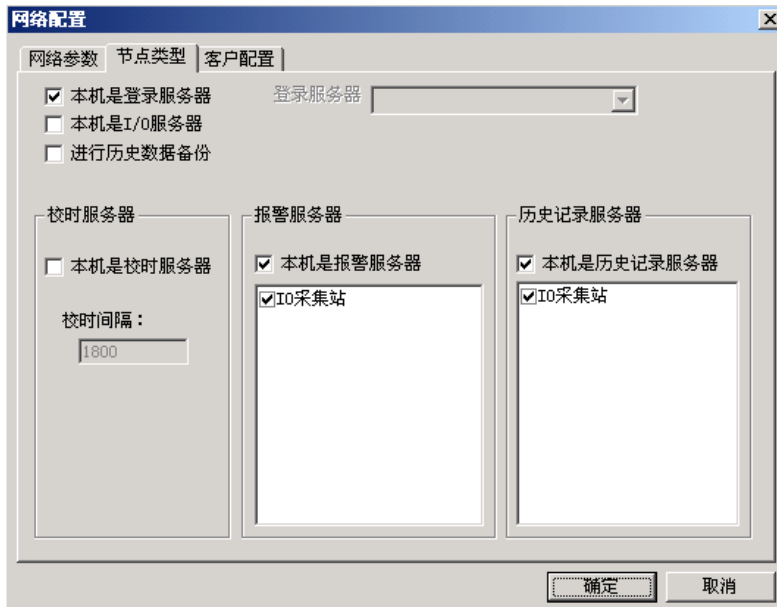 网络配置
网络参数 节点类型 客户配置
本机是登录服务器 登录服务器
本机是I/O服务器
进行历史数据备份
校时服务器 报警服务器 历史记录服务器
本机是校时服务器 本机是报警服务器 本机是历史记录服务器
IO采集站 IO采集站
校时间隔：
1800
确定 取消